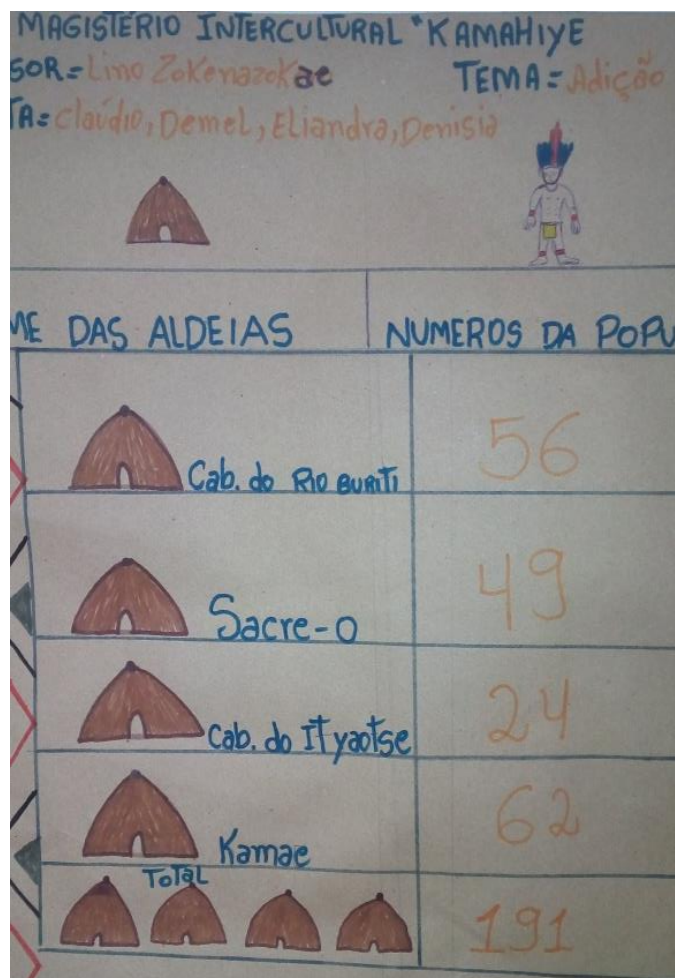 MAGISTÉRIO INTERCULTURAL "KAMAHIYE
SOR= Lino Zokenazokae TEMA= Adição
TA= Claúdio, Demel, Eliandra, Denisia
ME DAS ALDEIAS NUMEROS DA POPU
Cab. do RIO BURITI 56
Sacre-o 49
Cab. do Ityaotse 24
Kamae 62
TOTAL 191